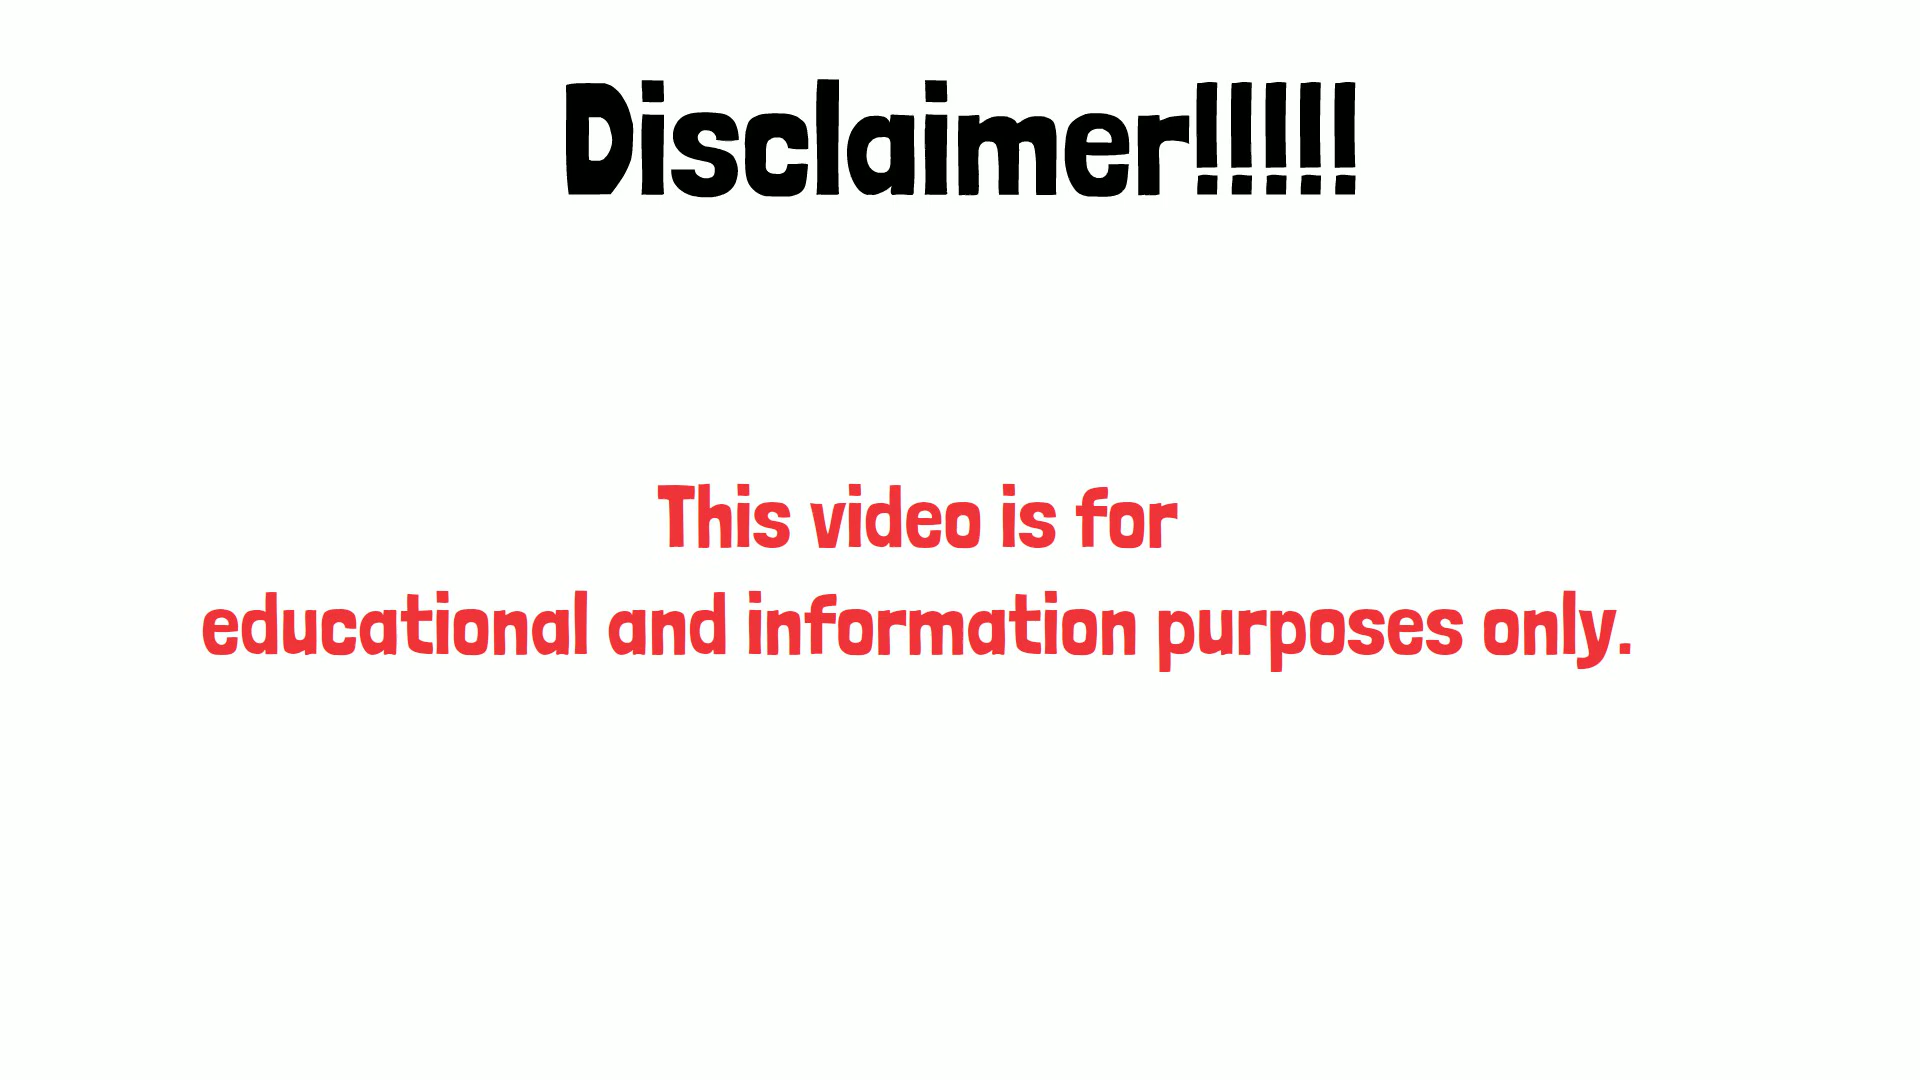 Disclaimer!!!!!
This video is for
educational and information purposes only.